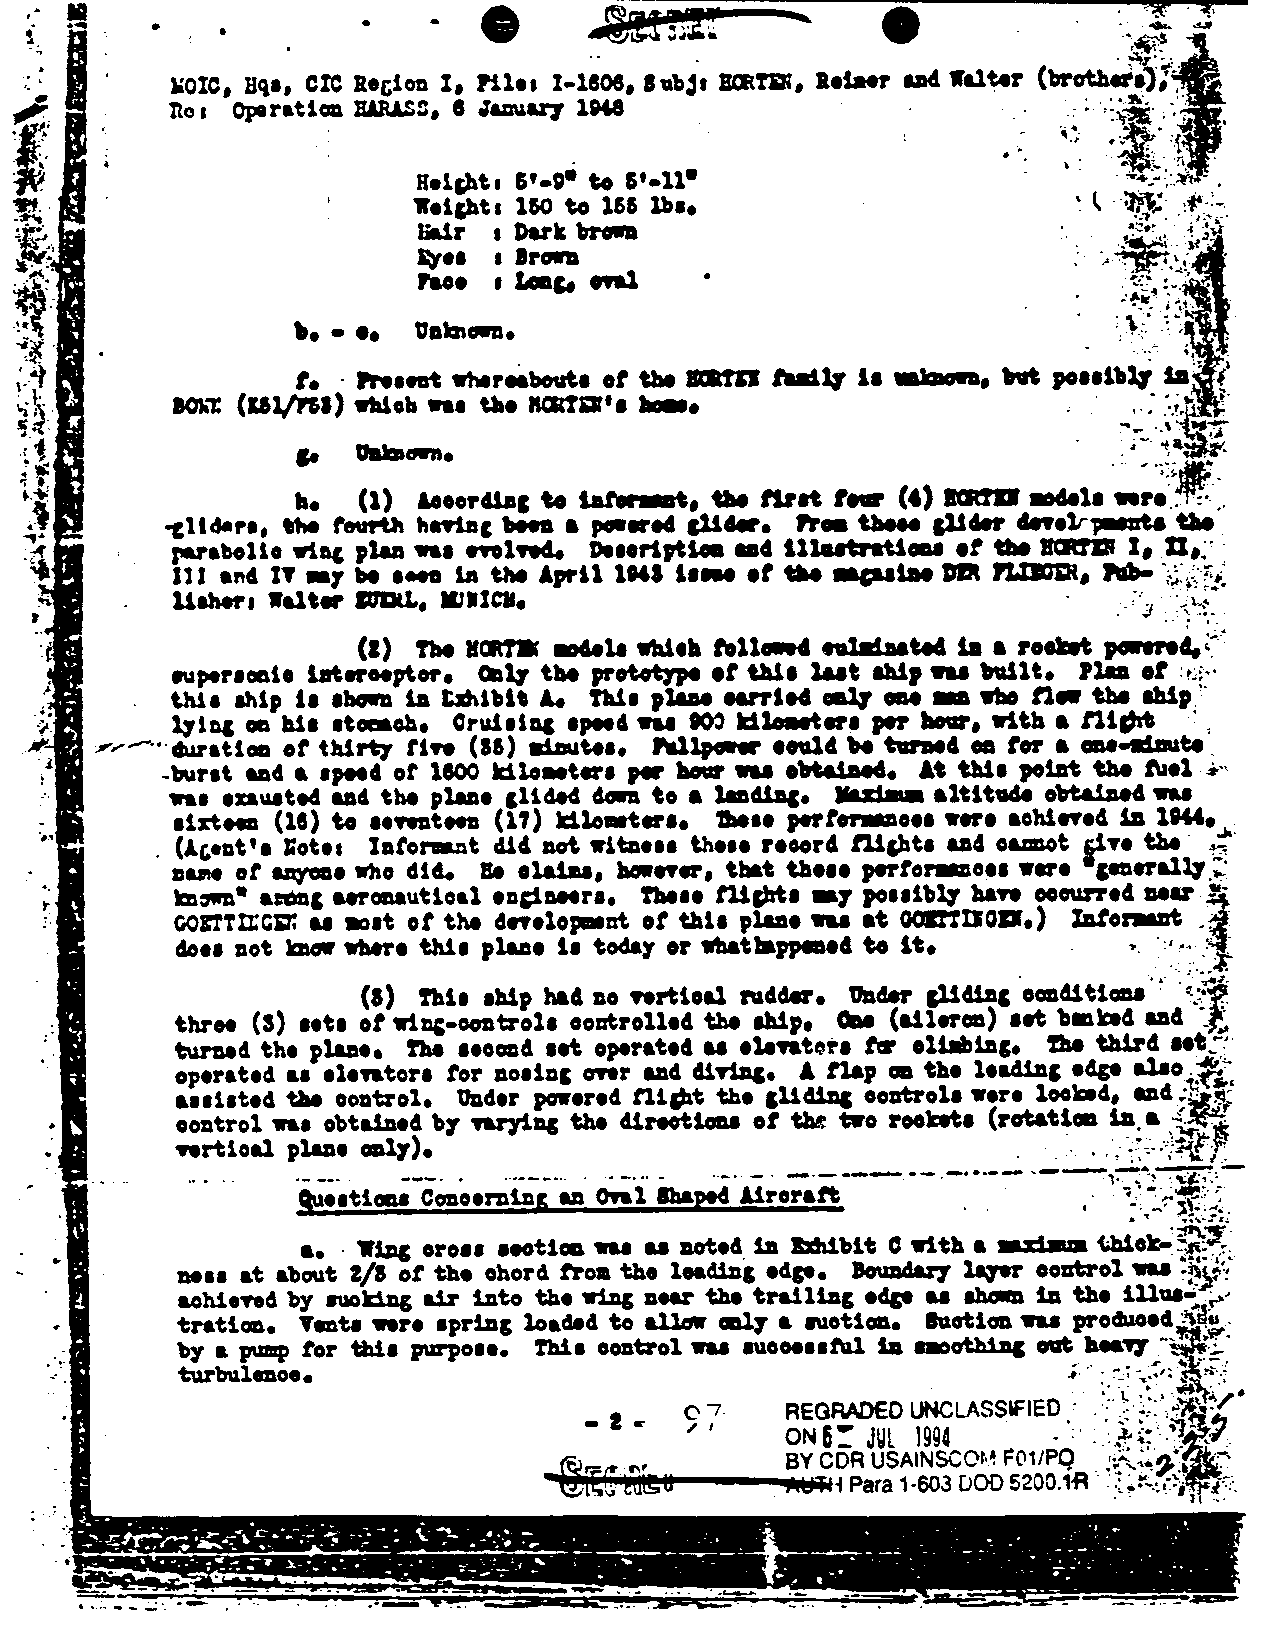 SECRET
MOIC, Hqs, CIC Region I, File: I-1606, Subj: HORTEN, Reimer and Walter (brothers),
Re: Operation HARASS, 6 January 1948
Height: 5'-9" to 5'-11"
Weight: 150 to 155 lbs.
Hair : Dark brown
Eyes : Brown
Face : Long, oval
b. - e. Unknown.
f. Present whereabouts of the HORTEN family is unknown, but possibly in
BONN (K51/F53) which was the HORTEN's home.
g. Unknown.
h. (1) According to informant, the first four (4) HORTEN models were
gliders, the fourth having been a powered glider. From these glider developments the
parabolic wing plan was evolved. Description and illustrations of the HORTEN I, II,
III and IV may be seen in the April 1943 issue of the magazine DER FLIEGER, Pub-
lisher: Walter ZUERL, MUNICH.
(2) The HORTEN models which followed culminated in a rocket powered,
supersonic interceptor. Only the prototype of this last ship was built. Plan of
this ship is shown in Exhibit A. This plane carried only one man who flew the ship
lying on his stomach. Cruising speed was 900 kilometers per hour, with a flight
duration of thirty five (35) minutes. Fullpower could be turned on for a one-minute
burst and a speed of 1600 kilometers per hour was obtained. At this point the fuel
was exausted and the plane glided down to a landing. Maximum altitude obtained was
sixteen (16) to seventeen (17) kilometers. These performances were achieved in 1944.
(Agent's Note: Informant did not witness these record flights and cannot give the
name of anyone who did. He claims, however, that these performances were "generally
known" among aeronautical engineers. These flights may possibly have occurred near
GOETTINGEN as most of the development of this plane was at GOETTINGEN.) Informant
does not know where this plane is today or whathappened to it.
(3) This ship had no vertical rudder. Under gliding conditions
three (3) sets of wing-controls controlled the ship. One (aileron) set banked and
turned the plane. The second set operated as elevators for climbing. The third set
operated as elevators for nosing over and diving. A flap on the leading edge also
assisted the control. Under powered flight the gliding controls were locked, and
control was obtained by varying the directions of the two rockets (rotation in a
vertical plane only).
Questions Concerning an Oval Shaped Aircraft
a. Wing cross section was as noted in Exhibit C with a maximum thick-
ness at about 2/3 of the chord from the leading edge. Boundary layer control was
achieved by sucking air into the wing near the trailing edge as shown in the illus-
tration. Vents were spring loaded to allow only a suction. Suction was produced
by a pump for this purpose. This control was successful in smoothing out heavy
turbulence.
- 2 - 97
REGRADED UNCLASSIFIED
ON 6 JUL 1994
BY CDR USAINSCOM F01/PO
AUTH Para 1-603 DOD 5200.1R
SECRET